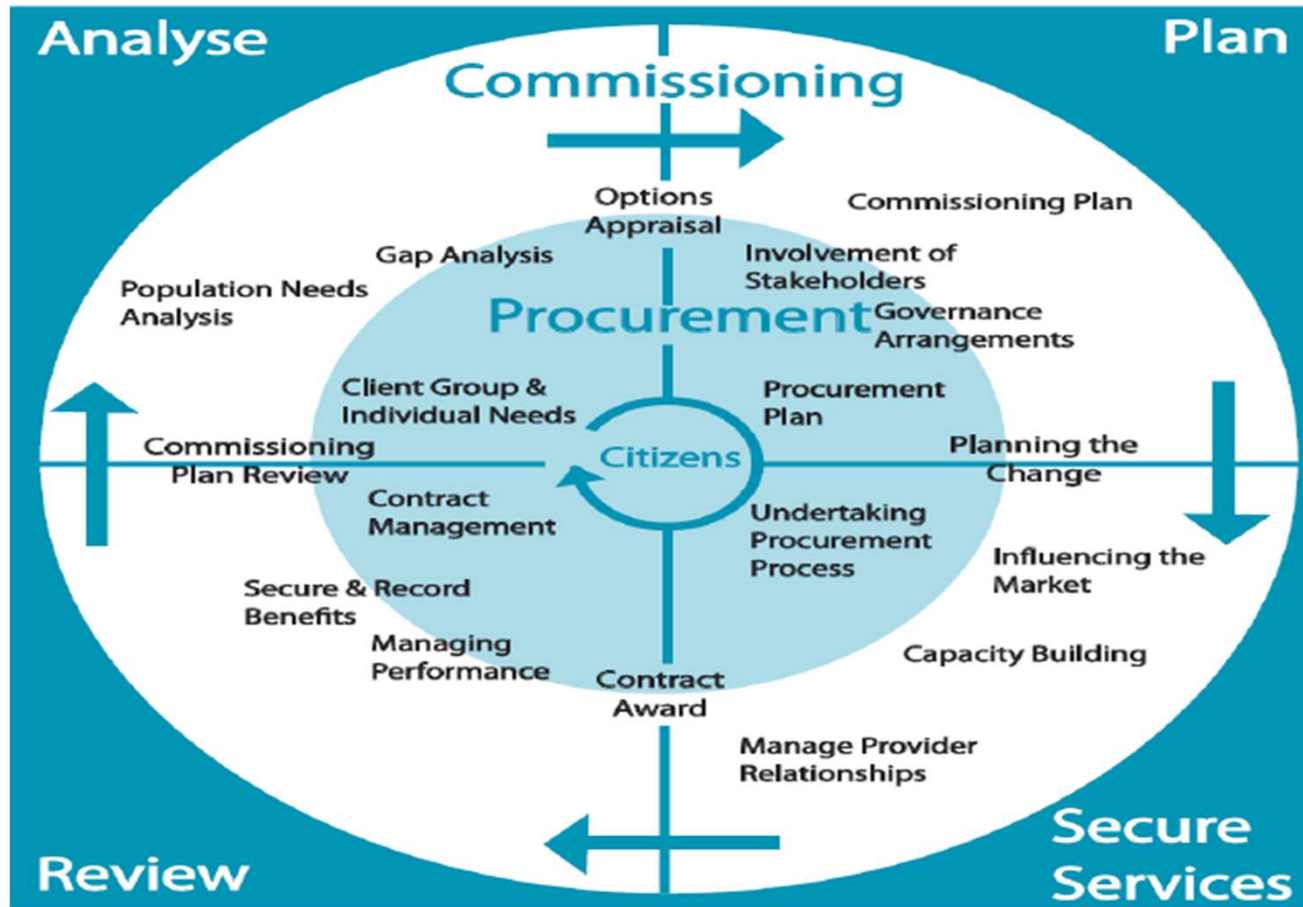 Analyse
Plan
Commissioning
Options
Appraisal
Commissioning Plan
Gap Analysis
Involvement of
Stakeholders
Population Needs
Analysis
Procurement
Governance
Arrangements
Client Group &
Individual Needs
Procurement
Plan
Commissioning
Plan Review
Citizens
Planning the
Change
Contract
Management
Undertaking
Procurement
Process
Influencing the
Market
Secure & Record
Benefits
Managing
Performance
Capacity Building
Contract
Award
Manage Provider
Relationships
Review
Secure
Services